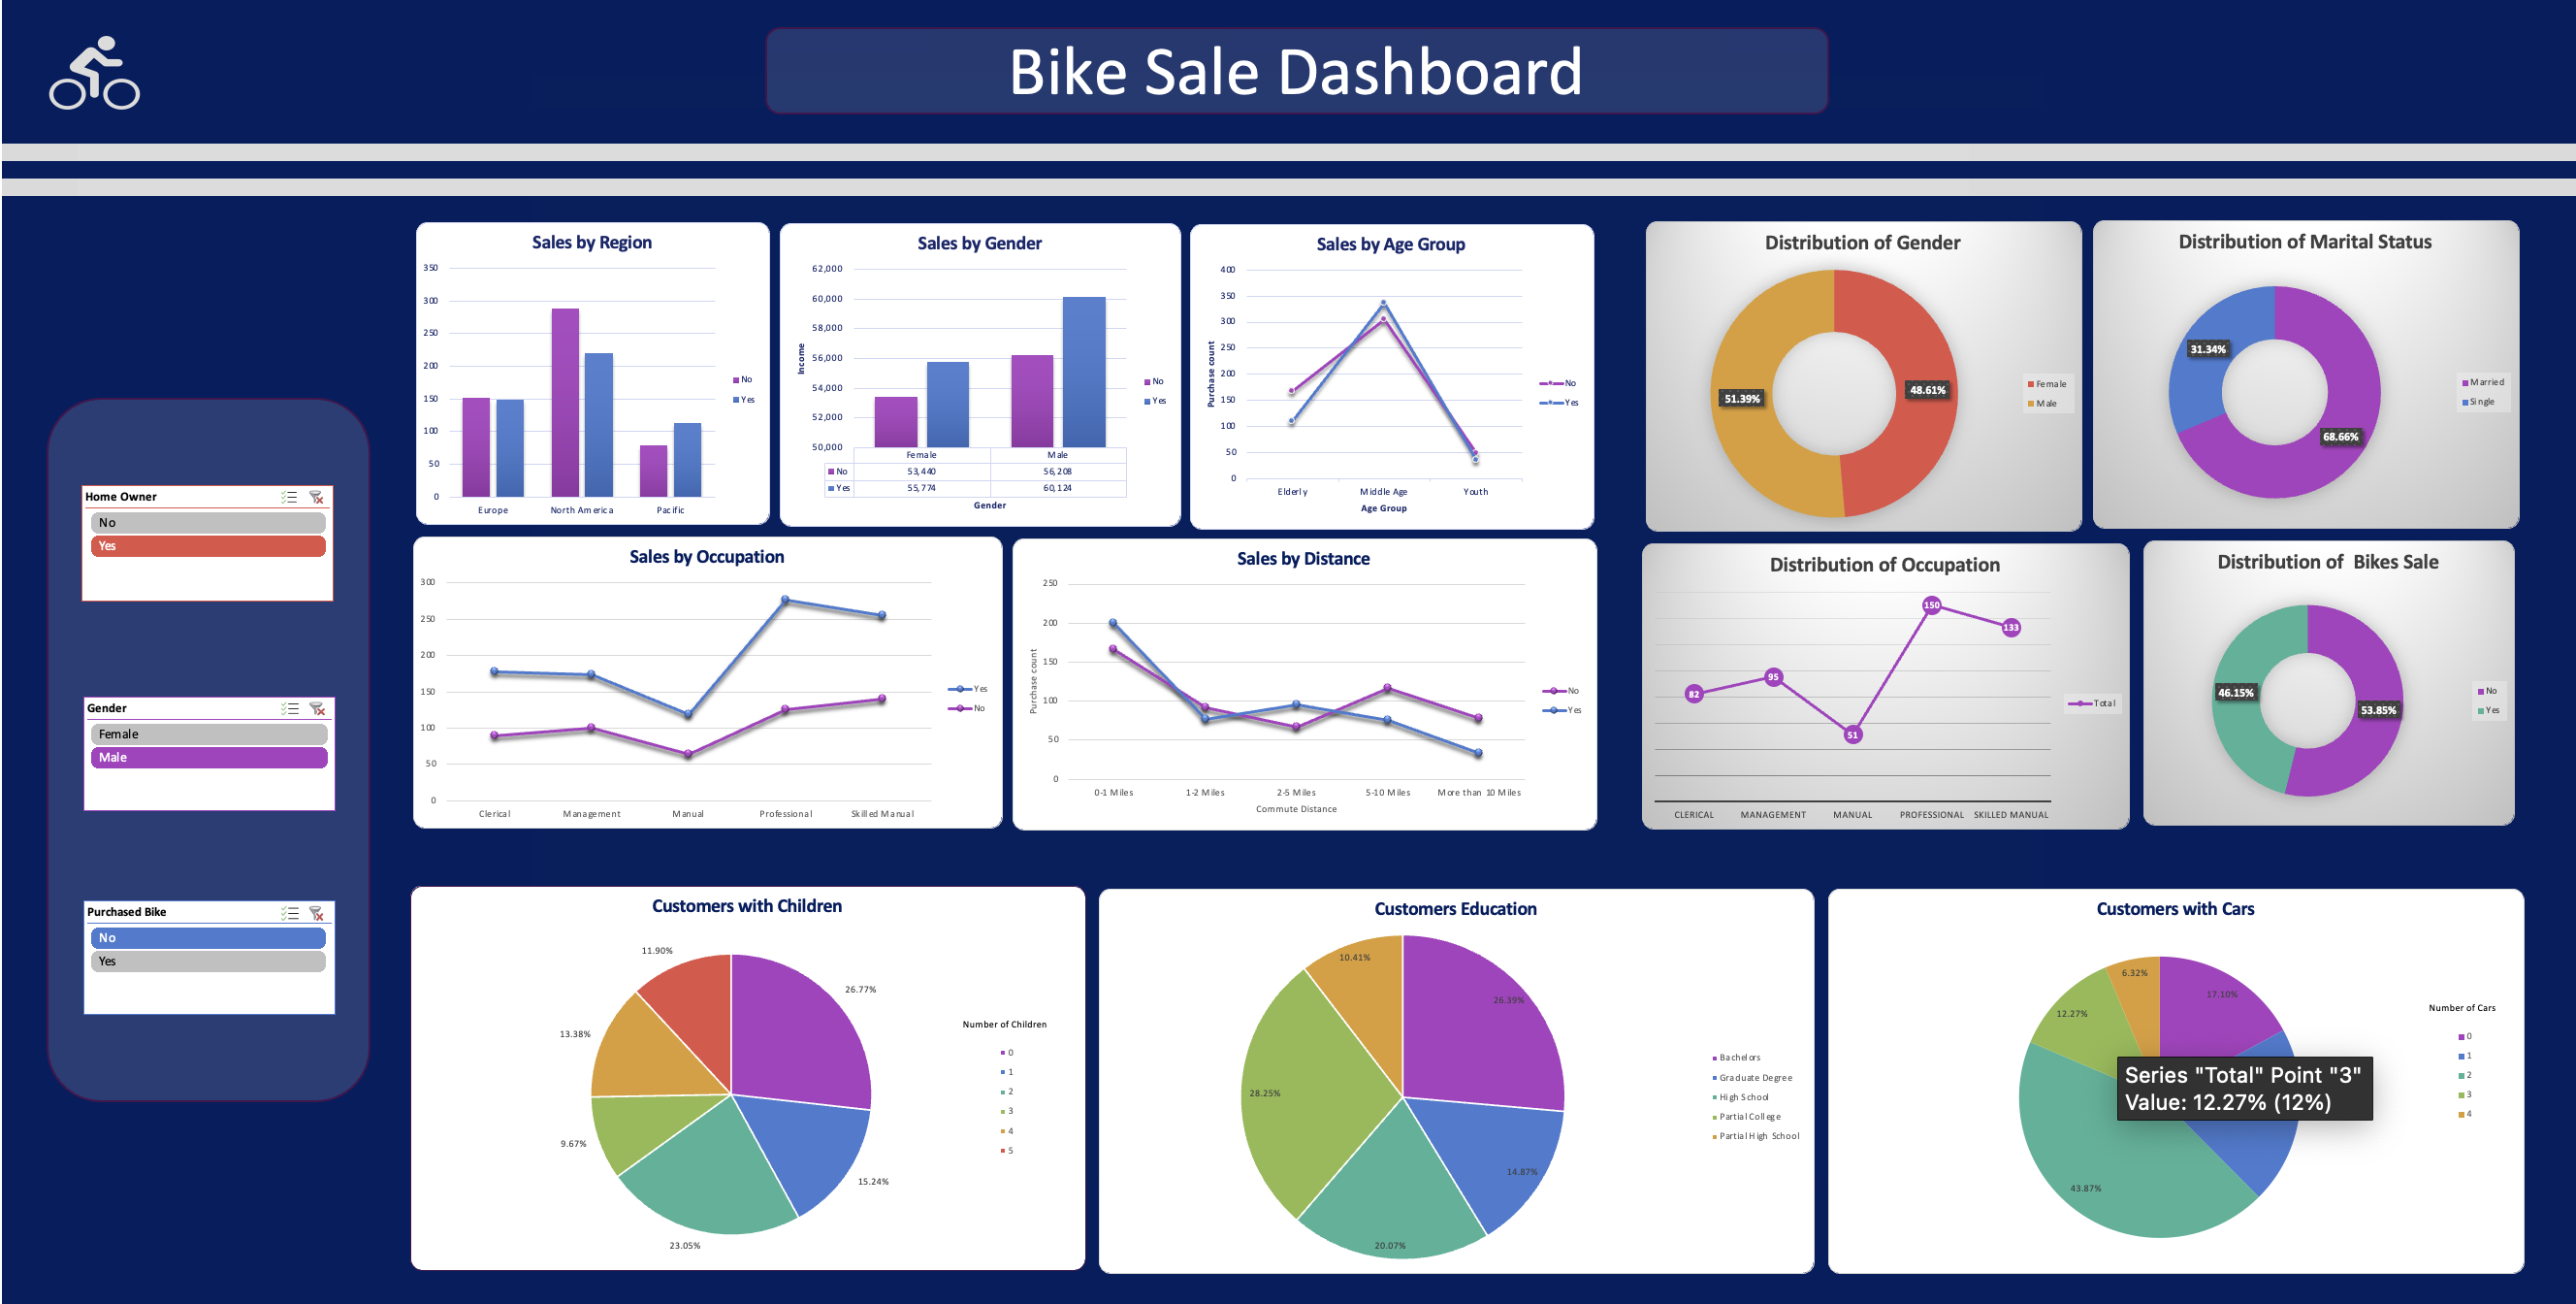 Bike Sale Dashboard
Home Owner
No
Yes
Gender
Female
Male
Purchased Bike
No
Yes
Sales by Region
350
300
250
200
150
100
50
0
Europe
North America
Pacific
No
Yes
Sales by Gender
62,000
60,000
58,000
56,000
54,000
52,000
50,000
Income
Female
Male
No
53,440
56,208
Yes
55,774
60,124
Gender
No
Yes
Sales by Age Group
400
350
300
250
200
150
100
50
0
Purchase count
Elderly
Middle Age
Youth
Age Group
No
Yes
Distribution of Gender
51.39%
48.61%
Female
Male
Distribution of Marital Status
31.34%
68.66%
Married
Single
Sales by Occupation
300
250
200
150
100
50
0
Clerical
Management
Manual
Professional
Skilled Manual
Yes
No
Sales by Distance
250
200
150
100
50
0
Purchase count
0-1 Miles
1-2 Miles
2-5 Miles
5-10 Miles
More than 10 Miles
Commute Distance
No
Yes
Distribution of Occupation
82
95
51
150
133
CLERICAL
MANAGEMENT
MANUAL
PROFESSIONAL
SKILLED MANUAL
Total
Distribution of Bikes Sale
46.15%
53.85%
No
Yes
Customers with Children
11.90%
26.77%
13.38%
9.67%
15.24%
23.05%
Number of Children
0
1
2
3
4
5
Customers Education
10.41%
26.39%
28.25%
14.87%
20.07%
Bachelors
Graduate Degree
High School
Partial College
Partial High School
Customers with Cars
6.32%
17.10%
12.27%
43.87%
Series "Total" Point "3"
Value: 12.27% (12%)
Number of Cars
0
1
2
3
4